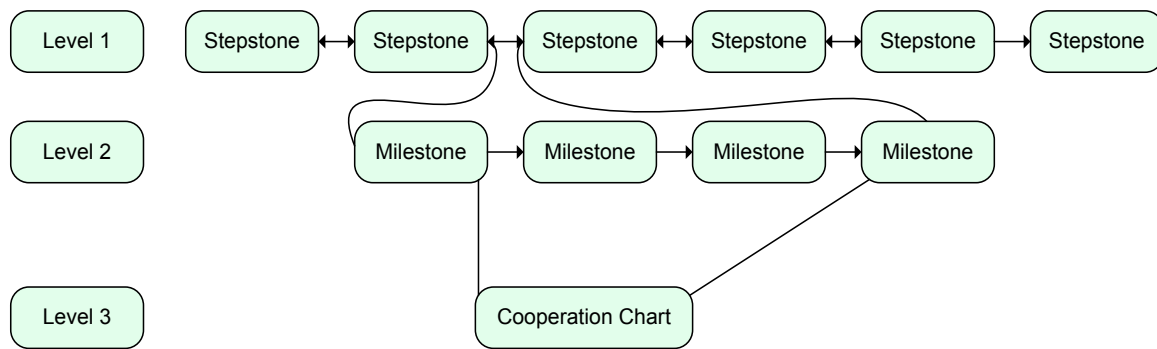 Level 1
Stepstone
Stepstone
Stepstone
Stepstone
Stepstone
Stepstone
Level 2
Milestone
Milestone
Milestone
Milestone
Level 3
Cooperation Chart